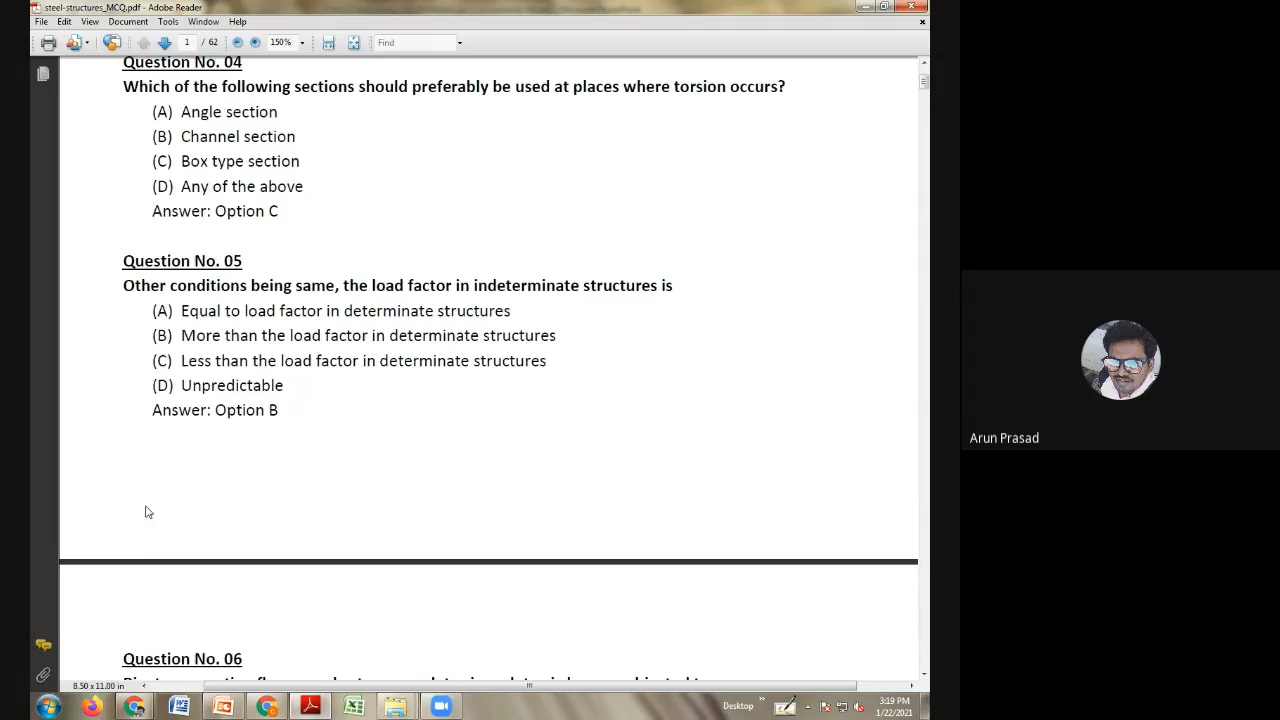 steel-structures_MCQ.pdf - Adobe Reader
File Edit View Document Tools Window Help
1 / 62 150% Find
Question No. 04
Which of the following sections should preferably be used at places where torsion occurs?
(A) Angle section
(B) Channel section
(C) Box type section
(D) Any of the above
Answer: Option C
Question No. 05
Other conditions being same, the load factor in indeterminate structures is
(A) Equal to load factor in determinate structures
(B) More than the load factor in determinate structures
(C) Less than the load factor in determinate structures
(D) Unpredictable
Answer: Option B
Arun Prasad
Question No. 06
8.50 x 11.00 in
Desktop
3:19 PM
1/22/2021